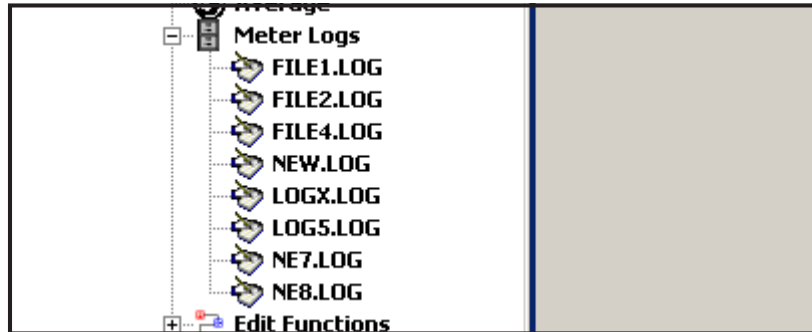 Average
Meter Logs
FILE1.LOG
FILE2.LOG
FILE4.LOG
NEW.LOG
LOGX.LOG
LOG5.LOG
NE7.LOG
NE8.LOG
Edit Functions